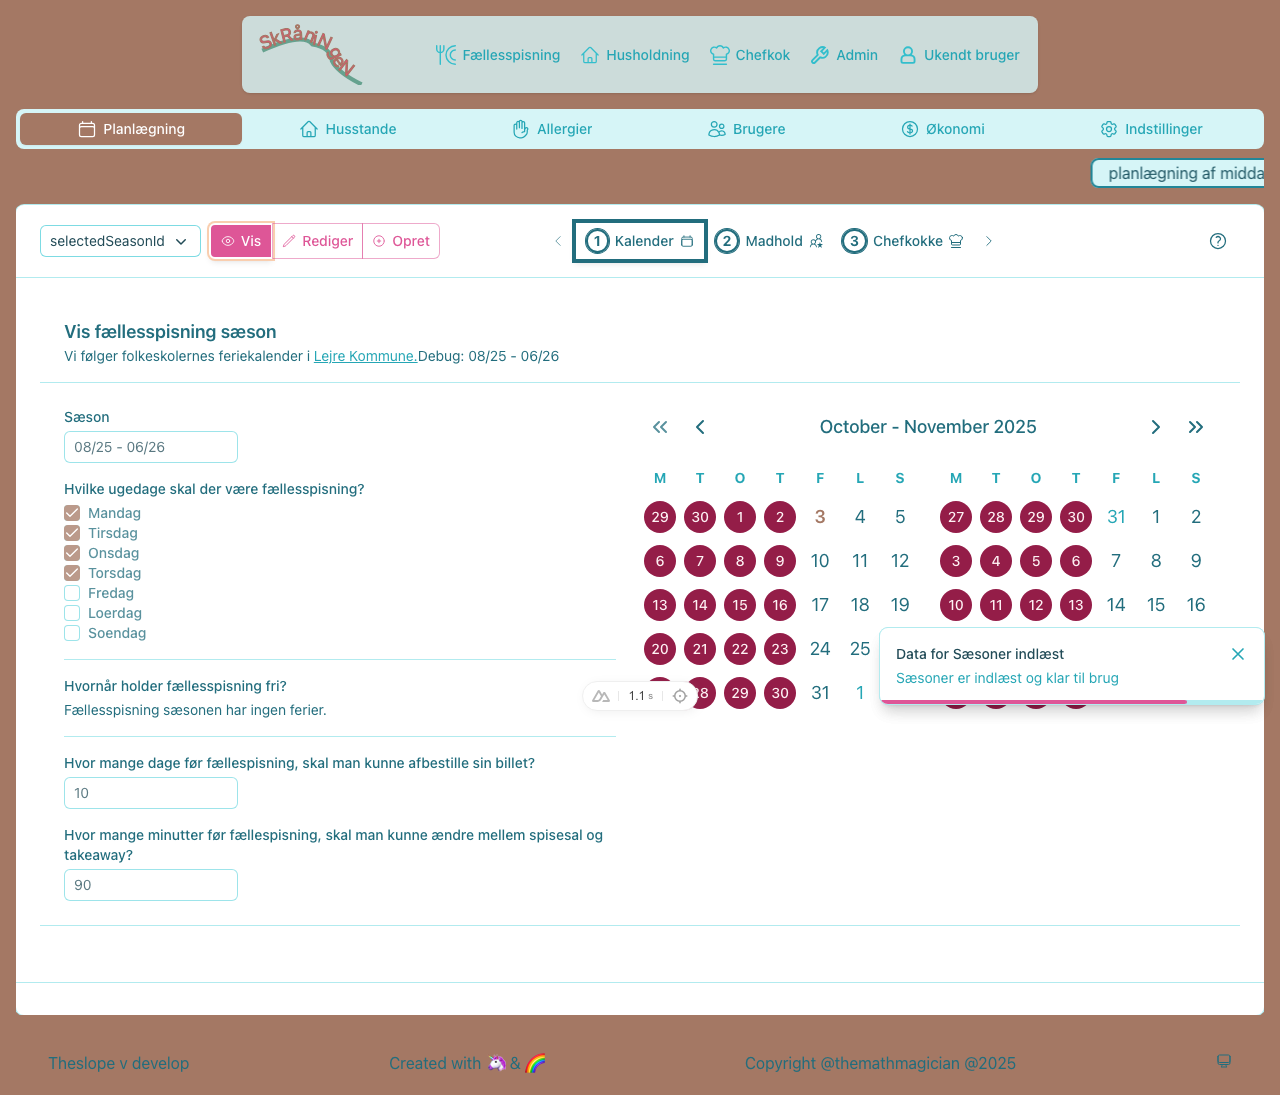 SkRåniNgeN
Fællesspisning Husholdning Chefkok Admin Ukendt bruger
Planlægning Husstande Allergier Brugere Økonomi Indstillinger
planlægning af midda
selectedSeasonId Vis Rediger Opret 1 Kalender 2 Madhold 3 Chefkokke
Vis fællesspisning sæson
Vi følger folkeskolernes feriekalender i Lejre Kommune.Debug: 08/25 - 06/26
Sæson
08/25 - 06/26
Hvilke ugedage skal der være fællesspisning?
Mandag
Tirsdag
Onsdag
Torsdag
Fredag
Loerdag
Soendag
Hvornår holder fællesspisning fri?
Fællesspisning sæsonen har ingen ferier.
Hvor mange dage før fællespisning, skal man kunne afbestille sin billet?
10
Hvor mange minutter før fællespisning, skal man kunne ændre mellem spisesal og
takeaway?
90
October - November 2025
M T O T F L S M T O T F L S
29 30 1 2 3 4 5 27 28 29 30 31 1 2
6 7 8 9 10 11 12 3 4 5 6 7 8 9
13 14 15 16 17 18 19 10 11 12 13 14 15 16
20 21 22 23 24 25
28 29 30 31 1
1.1 s
Data for Sæsoner indlæst
Sæsoner er indlæst og klar til brug
Theslope v develop Created with 🦄 & 🌈 Copyright @themathmagician @2025